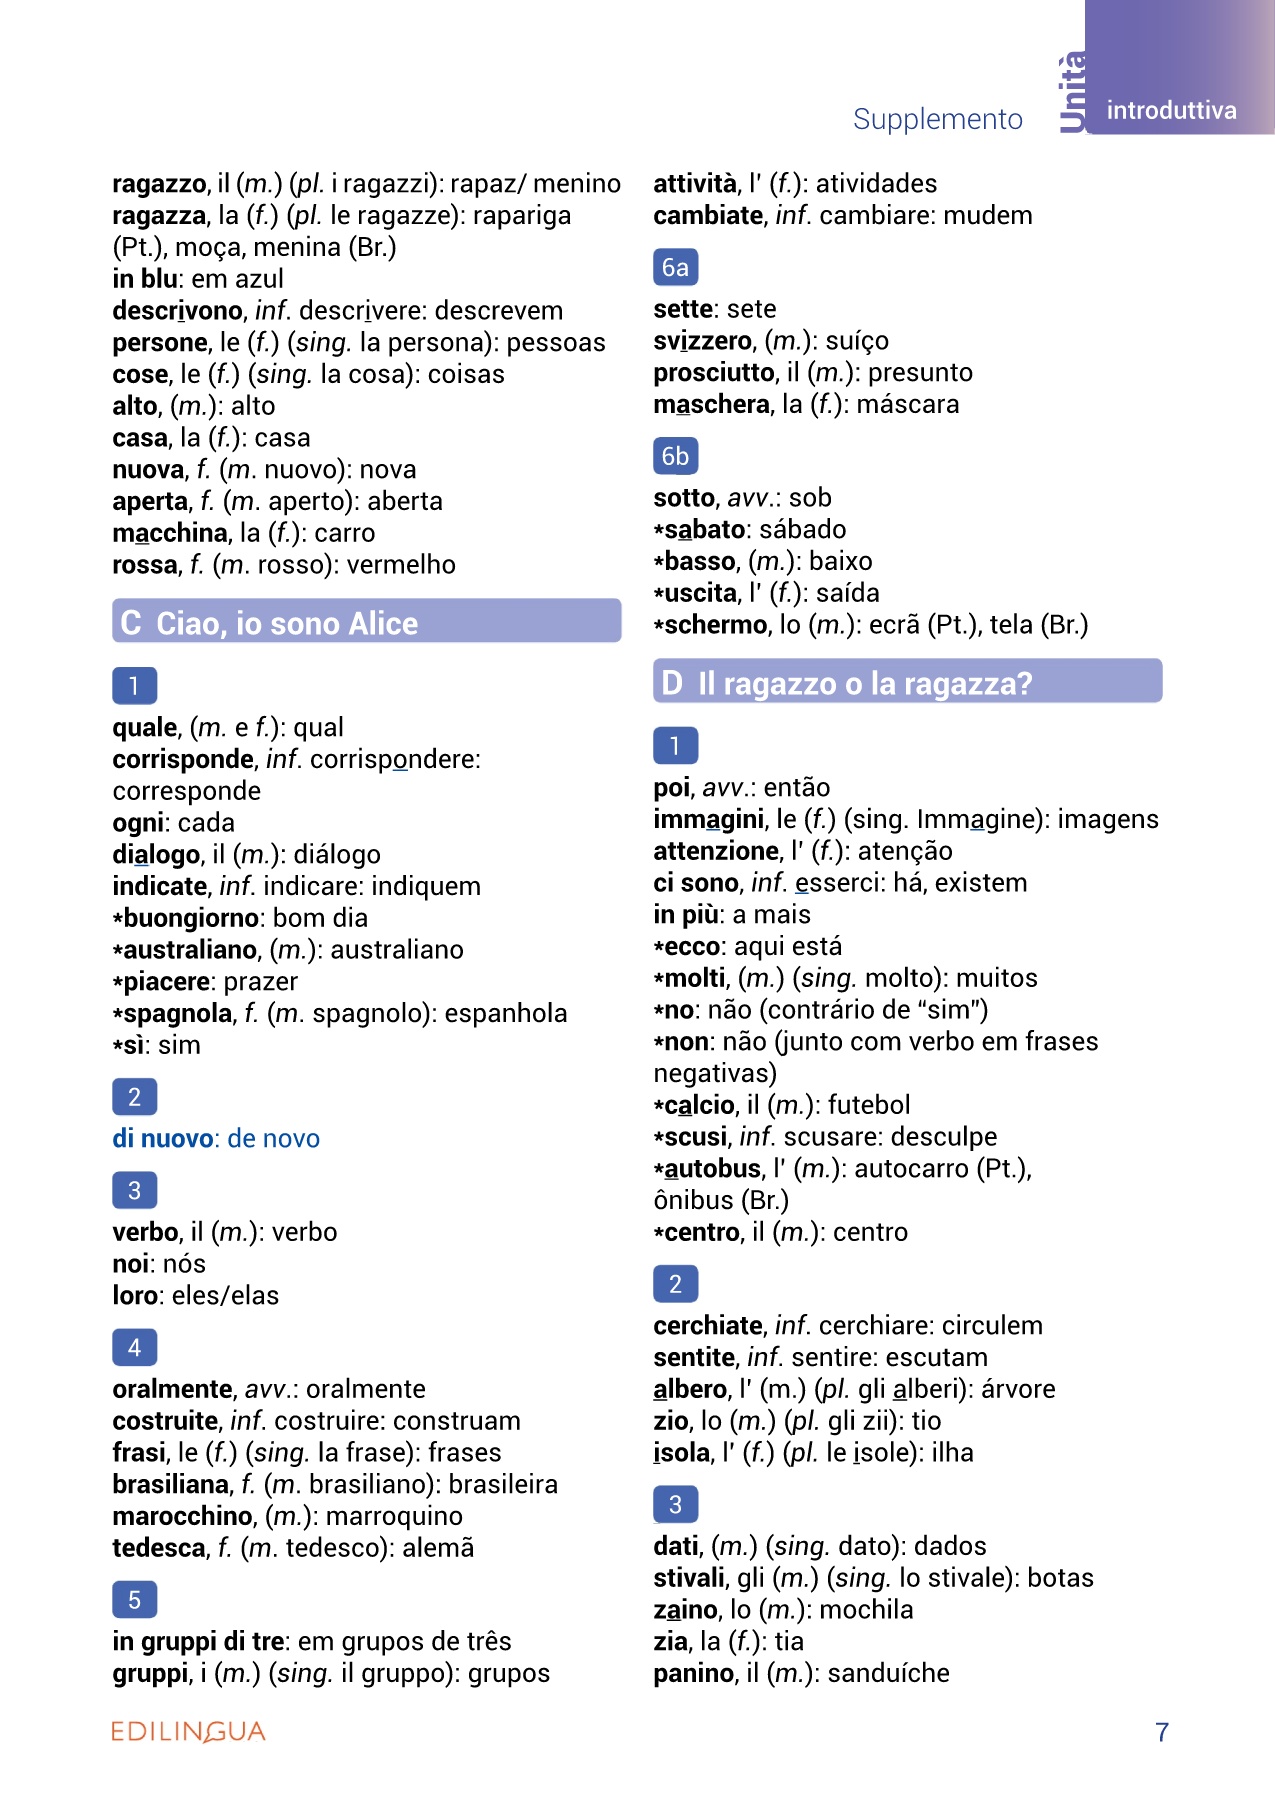 Supplemento
Unità
introduttiva
ragazzo, il (m.) (pl. i ragazzi): rapaz/ menino
ragazza, la (f.) (pl. le ragazze): rapariga
(Pt.), moça, menina (Br.)
in blu: em azul
descrivono, inf. descrivere: descrevem
persone, le (f.) (sing. la persona): pessoas
cose, le (f.) (sing. la cosa): coisas
alto, (m.): alto
casa, la (f.): casa
nuova, f. (m. nuovo): nova
aperta, f. (m. aperto): aberta
macchina, la (f.): carro
rossa, f. (m. rosso): vermelho
C Ciao, io sono Alice
1
quale, (m. e f.): qual
corrisponde, inf. corrispondere:
corresponde
ogni: cada
dialogo, il (m.): diálogo
indicate, inf. indicare: indiquem
*buongiorno: bom dia
*australiano, (m.): australiano
*piacere: prazer
*spagnola, f. (m. spagnolo): espanhola
*sì: sim
2
di nuovo: de novo
3
verbo, il (m.): verbo
noi: nós
loro: eles/elas
4
oralmente, avv.: oralmente
costruite, inf. costruire: construam
frasi, le (f.) (sing. la frase): frases
brasiliana, f. (m. brasiliano): brasileira
marocchino, (m.): marroquino
tedesca, f. (m. tedesco): alemã
5
in gruppi di tre: em grupos de três
gruppi, i (m.) (sing. il gruppo): grupos
attività, l' (f.): atividades
cambiate, inf. cambiare: mudem
6a
sette: sete
svizzero, (m.): suíço
prosciutto, il (m.): presunto
maschera, la (f.): máscara
6b
sotto, avv.: sob
*sabato: sábado
*basso, (m.): baixo
*uscita, l' (f.): saída
*schermo, lo (m.): ecrã (Pt.), tela (Br.)
D Il ragazzo o la ragazza?
1
poi, avv.: então
immagini, le (f.) (sing. Immagine): imagens
attenzione, l' (f.): atenção
ci sono, inf. esserci: há, existem
in più: a mais
*ecco: aqui está
*molti, (m.) (sing. molto): muitos
*no: não (contrário de “sim”)
*non: não (junto com verbo em frases
negativas)
*calcio, il (m.): futebol
*scusi, inf. scusare: desculpe
*autobus, l' (m.): autocarro (Pt.),
ônibus (Br.)
*centro, il (m.): centro
2
cerchiate, inf. cerchiare: circulem
sentite, inf. sentire: escutam
albero, l' (m.) (pl. gli alberi): árvore
zio, lo (m.) (pl. gli zii): tio
isola, l' (f.) (pl. le isole): ilha
3
dati, (m.) (sing. dato): dados
stivali, gli (m.) (sing. lo stivale): botas
zaino, lo (m.): mochila
zia, la (f.): tia
panino, il (m.): sanduíche
EDILINGUA
7